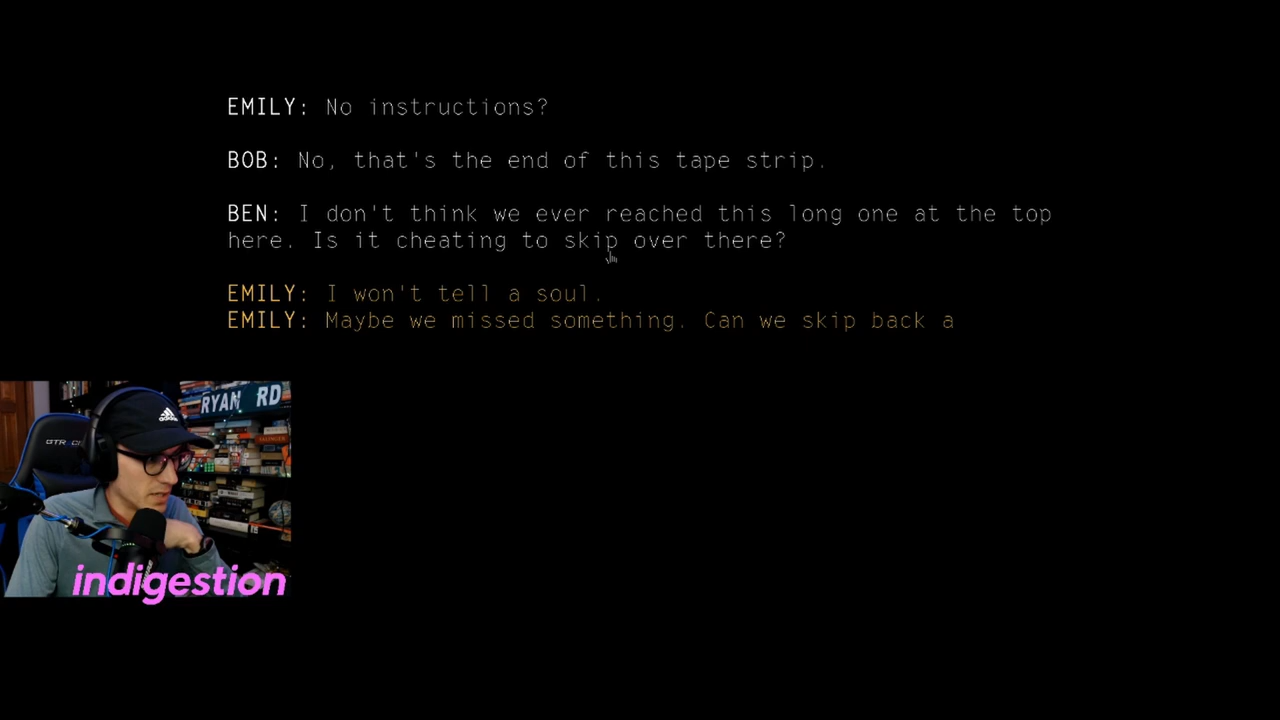 EMILY: No instructions?
BOB: No, that's the end of this tape strip.
BEN: I don't think we ever reached this long one at the top
here. Is it cheating to skip over there?
EMILY: I won't tell a soul.
EMILY: Maybe we missed something. Can we skip back a
RYAN RD
indigestion